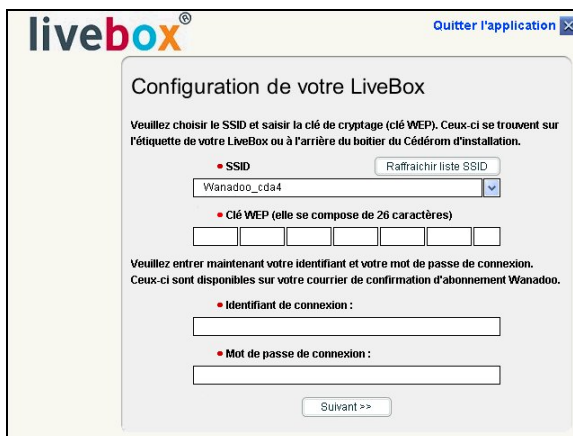 livebox®
Quitter l'application
Configuration de votre LiveBox
Veuillez choisir le SSID et saisir la clé de cryptage (clé WEP). Ceux-ci se trouvent sur
l'étiquette de votre LiveBox ou à l'arrière du boitier du Cédérom d'installation.
SSID
Raffraichir liste SSID
Wanadoo_cda4
Clé WEP (elle se compose de 26 caractères)
Veuillez entrer maintenant votre identifiant et votre mot de passe de connexion.
Ceux-ci sont disponibles sur votre courrier de confirmation d'abonnement Wanadoo.
Identifiant de connexion :
Mot de passe de connexion :
Suivant >>